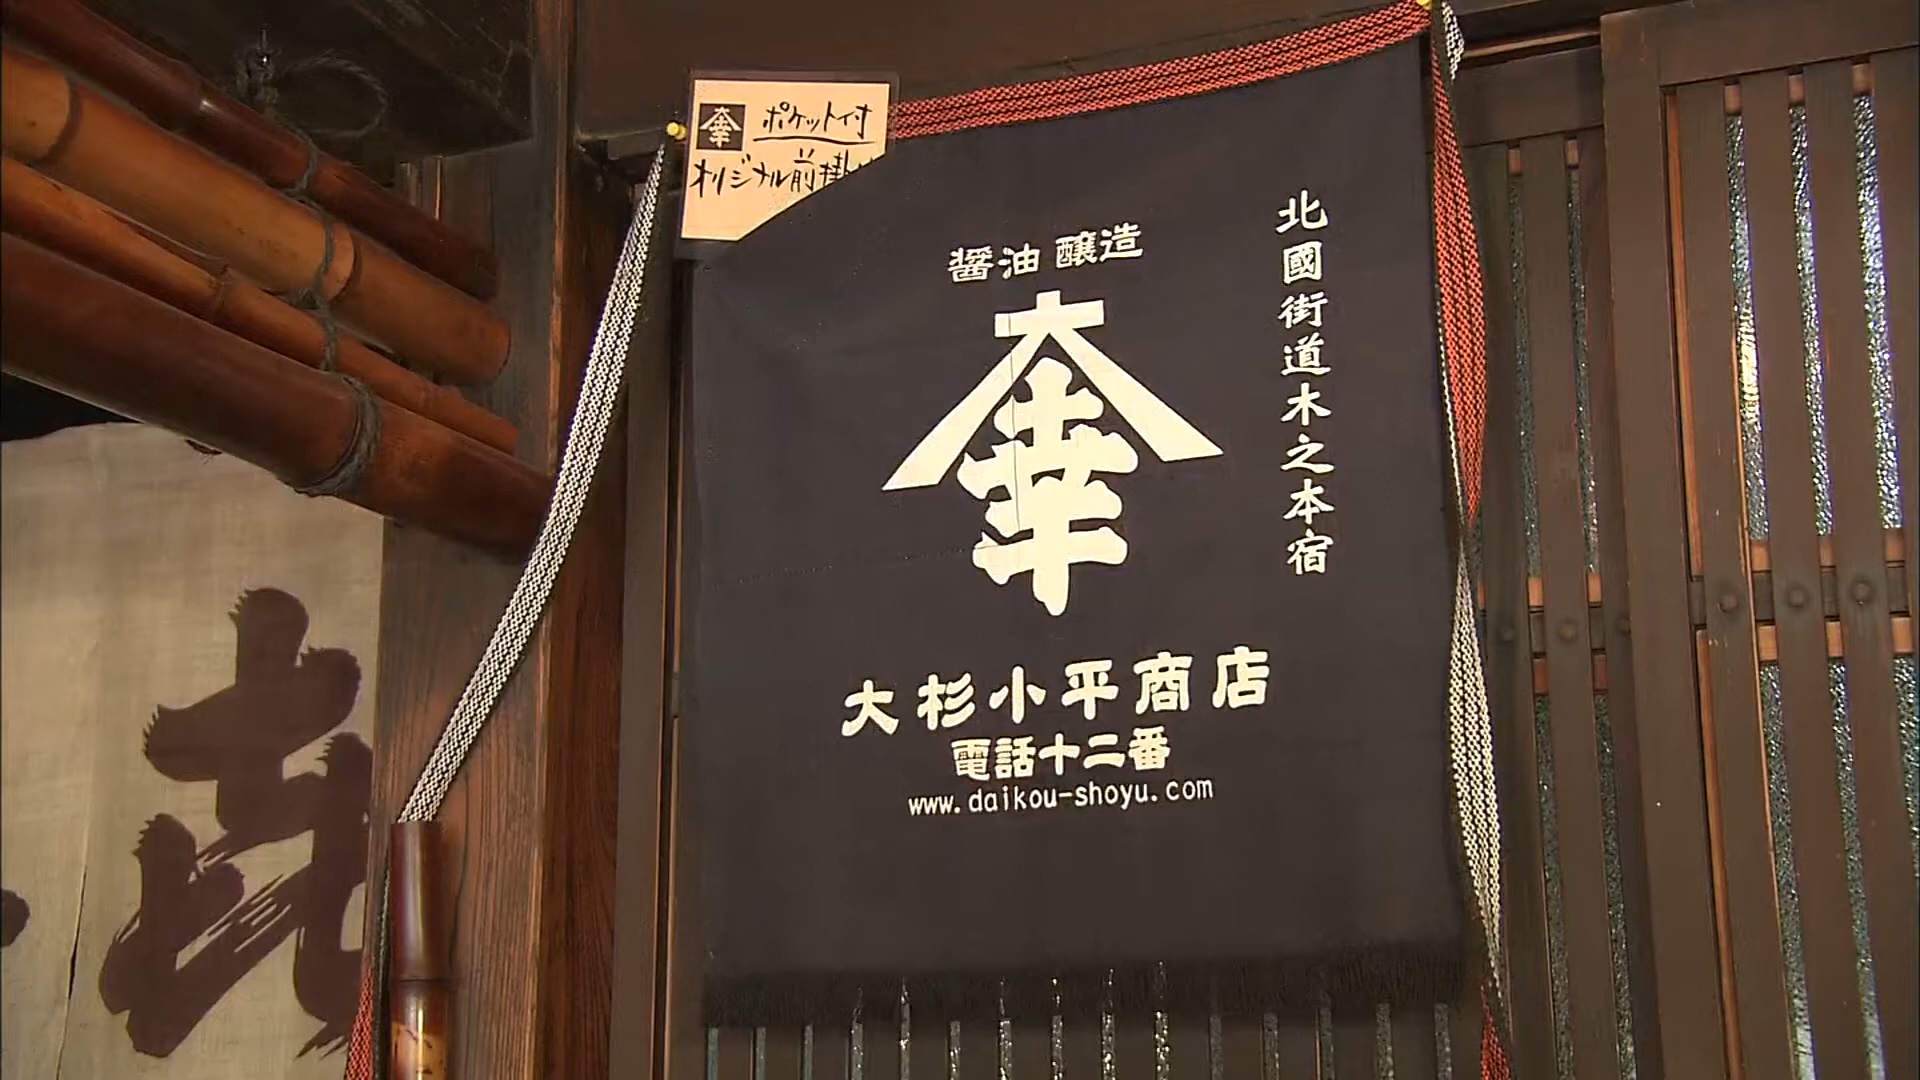 ポケット付
オリジナル前掛
醤油 醸造
大
幸
北國街道木之本宿
大杉小平商店
電話十二番
www.daikou-shoyu.com